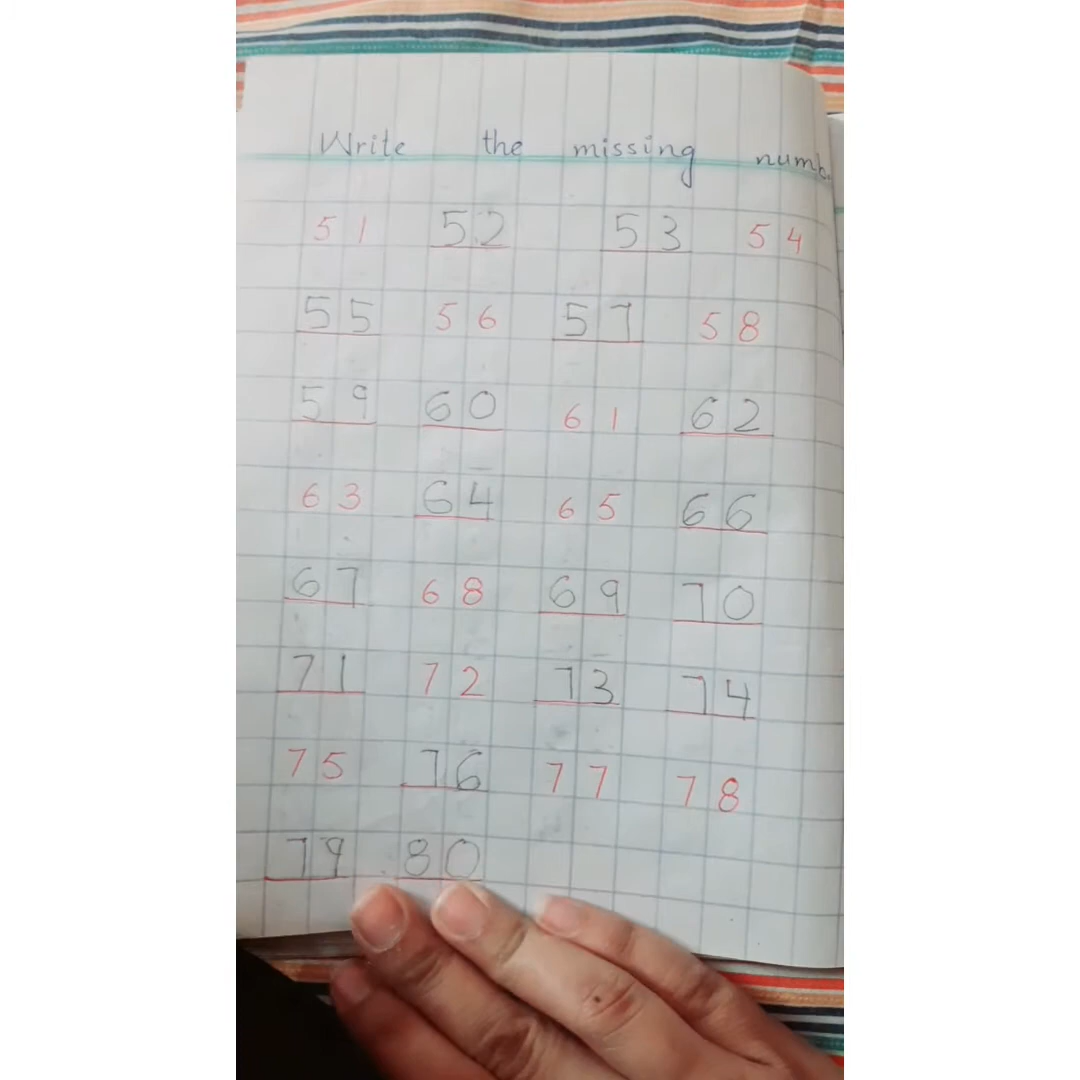 Write the missing numb
51 52 53 54
55 56 57 58
59 60 61 62
63 64 65 66
67 68 69 70
71 72 73 74
75 76 77 78
79 80